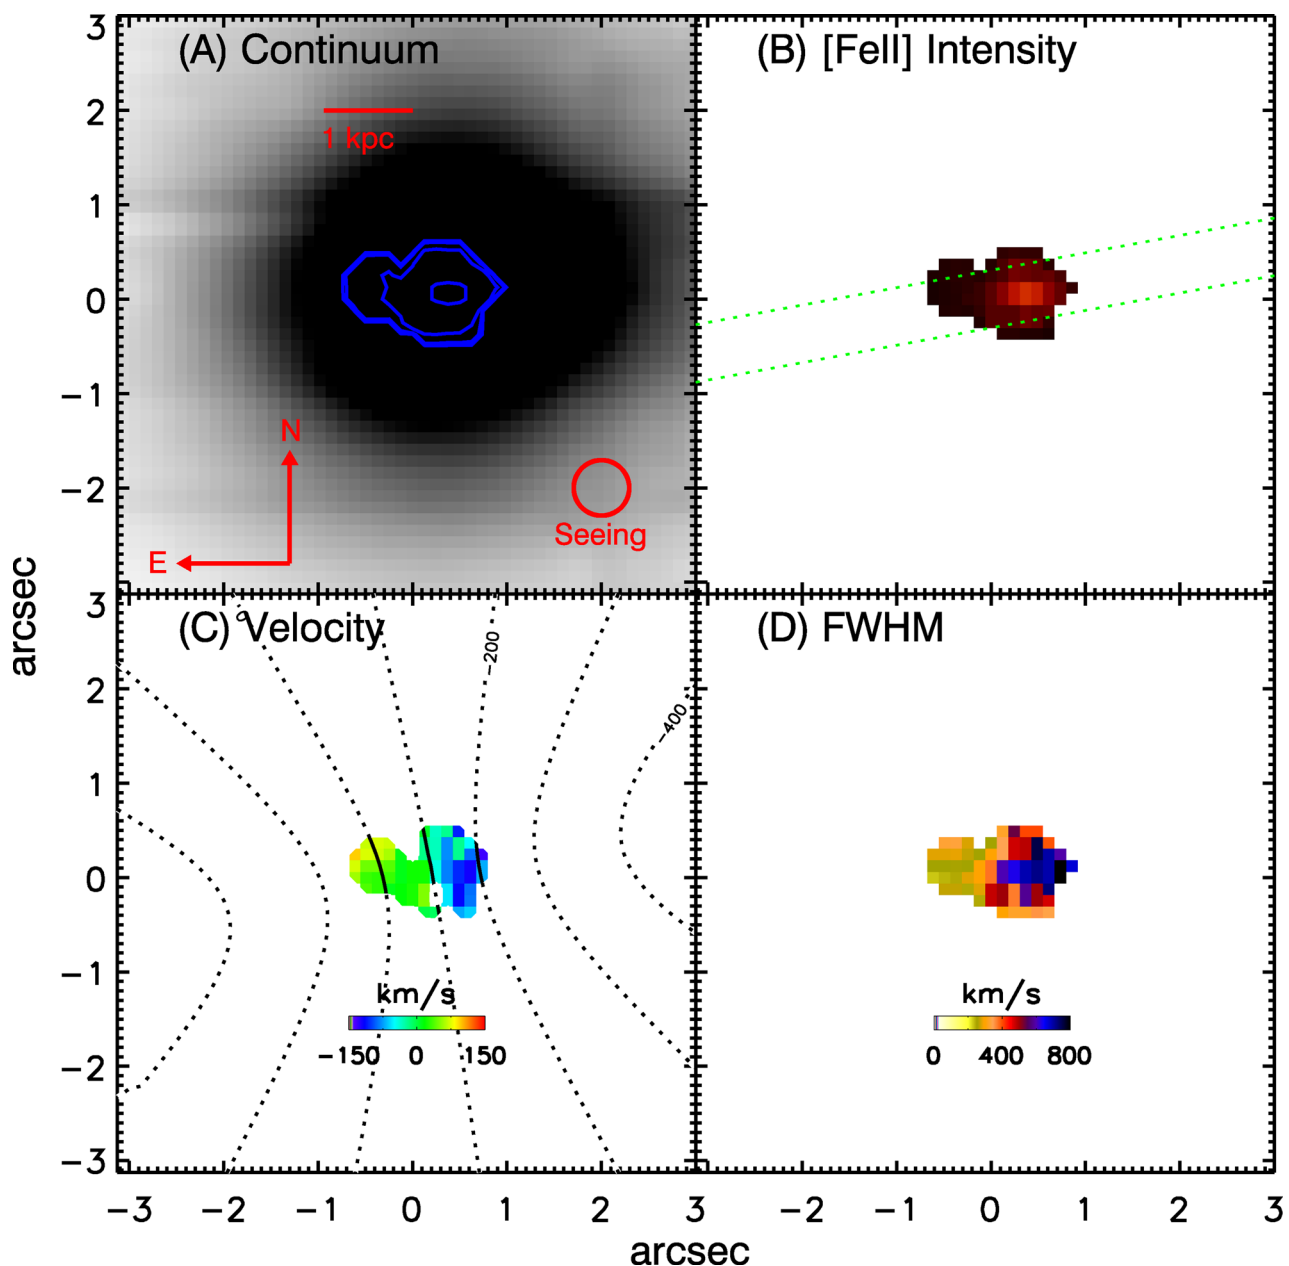 (A) Continuum
(B) [FeII] Intensity
1 kpc
N
E
Seeing
3
2
1
0
−1
−2
arcsec
(C) Velocity
(D) FWHM
−200
−400
3
2
1
0
−1
−2
−3
km/s
−150 0 150
km/s
0 400 800
−3 −2 −1 0 1 2 3
−2 −1 0 1 2 3
arcsec